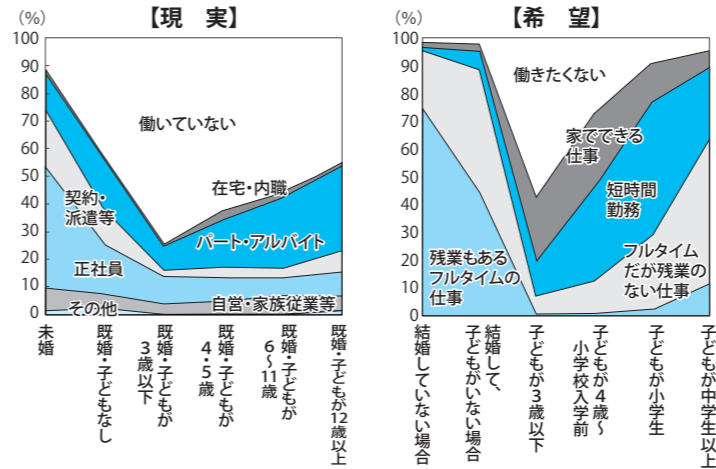 【現 実】
(%)
100
90
80
70
60
50
40
30
20
10
0
働いていない
在宅・内職
契約・
派遣等
パート・アルバイト
正社員
自営・家族従業等
その他
未婚
既婚・子どもなし
既婚・子どもが
3歳以下
既婚・子どもが
4・5歳
既婚・子どもが
6〜11歳
既婚・子どもが12歳以上
【希 望】
(%)
100
90
80
70
60
50
40
30
20
10
0
働きたくない
家でできる
仕事
短時間
勤務
残業もある
フルタイムの
仕事
フルタイム
だが残業の
ない仕事
結婚していない場合
結婚して、
子どもがいない場合
子どもが3歳以下
子どもが4歳〜
小学校入学前
子どもが小学生
子どもが中学生以上